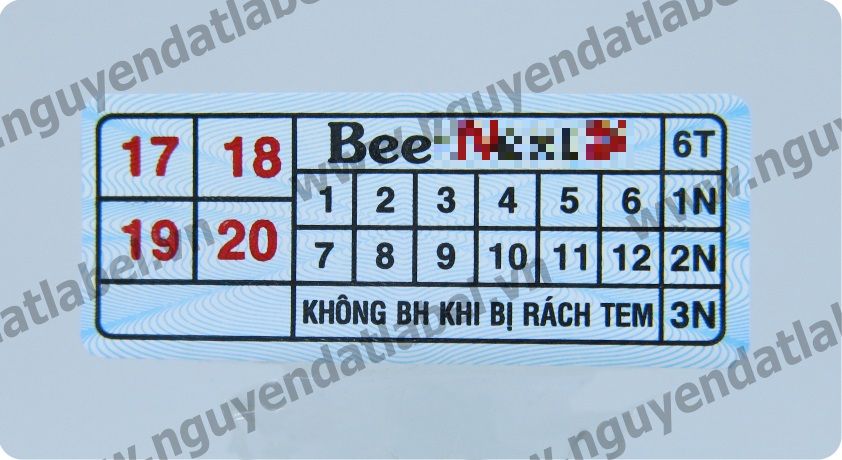 17 18 Bee 6T
1 2 3 4 5 6 1N
19 20 7 8 9 10 11 12 2N
KHÔNG BH KHI BỊ RÁCH TEM 3N
www.nguyendatlabel.vn